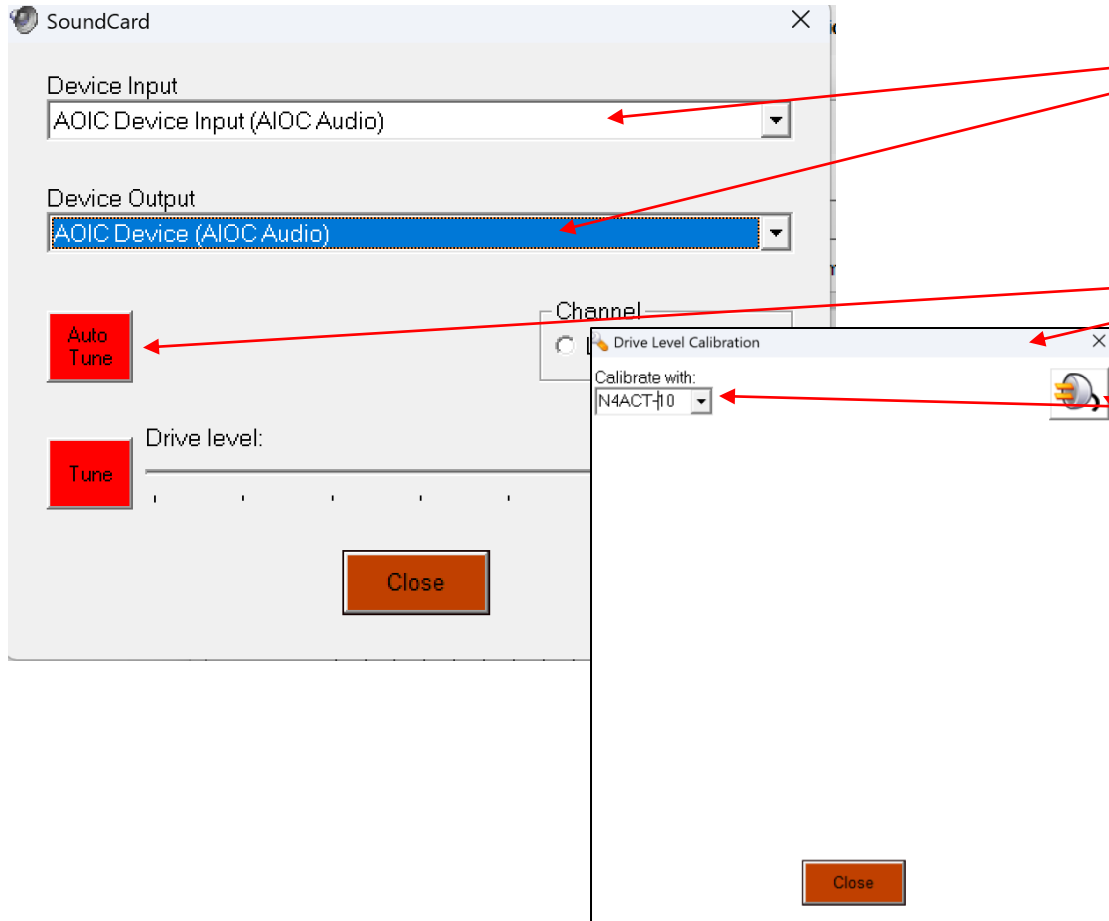 SoundCard
Device Input
AOIC Device Input (AIOC Audio)
Device Output
AOIC Device (AIOC Audio)
Auto
Tune
Channel
Tune
Drive level:
Close
Drive Level Calibration
Calibrate with:
N4ACT-10
Close